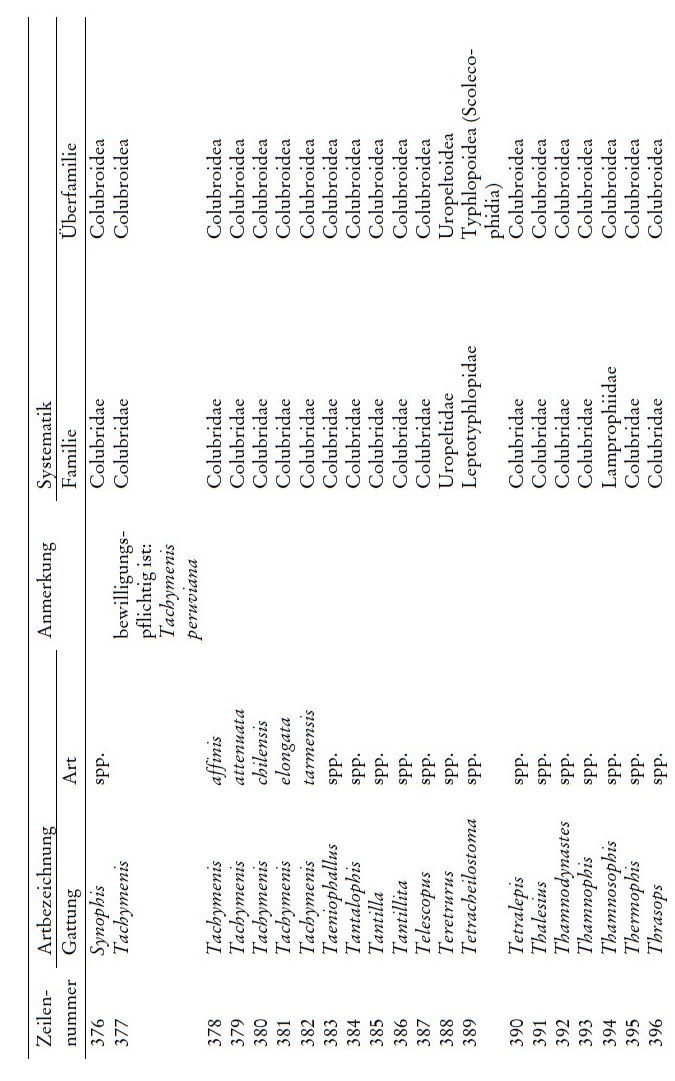 Zeilen- Artbezeichnung Anmerkung Systematik
nummer Gattung Art Familie Überfamilie
376 Synophis spp. Colubridae Colubroidea
377 Tachymenis bewilligungs- Colubridae Colubroidea
pflichtig ist:
Tachymenis
peruviana
378 Tachymenis affinis Colubridae Colubroidea
379 Tachymenis attenuata Colubridae Colubroidea
380 Tachymenis chilensis Colubridae Colubroidea
381 Tachymenis elongata Colubridae Colubroidea
382 Tachymenis tarmensis Colubridae Colubroidea
383 Taeniophallus spp. Colubridae Colubroidea
384 Tantalophis spp. Colubridae Colubroidea
385 Tantilla spp. Colubridae Colubroidea
386 Tantillita spp. Colubridae Colubroidea
387 Telescopus spp. Colubridae Colubroidea
388 Teretrurus spp. Uropeltidae Uropeltoidea
389 Tetracheilostoma spp. Leptotyphlopidae Typhlopoidea (Scoleco-
phidia)
390 Tetralepis spp. Colubridae Colubroidea
391 Thalesius spp. Colubridae Colubroidea
392 Thamnodynastes spp. Colubridae Colubroidea
393 Thamnophis spp. Colubridae Colubroidea
394 Thamnosophis spp. Lamprophiidae Colubroidea
395 Thermophis spp. Colubridae Colubroidea
396 Thrasops spp. Colubridae Colubroidea